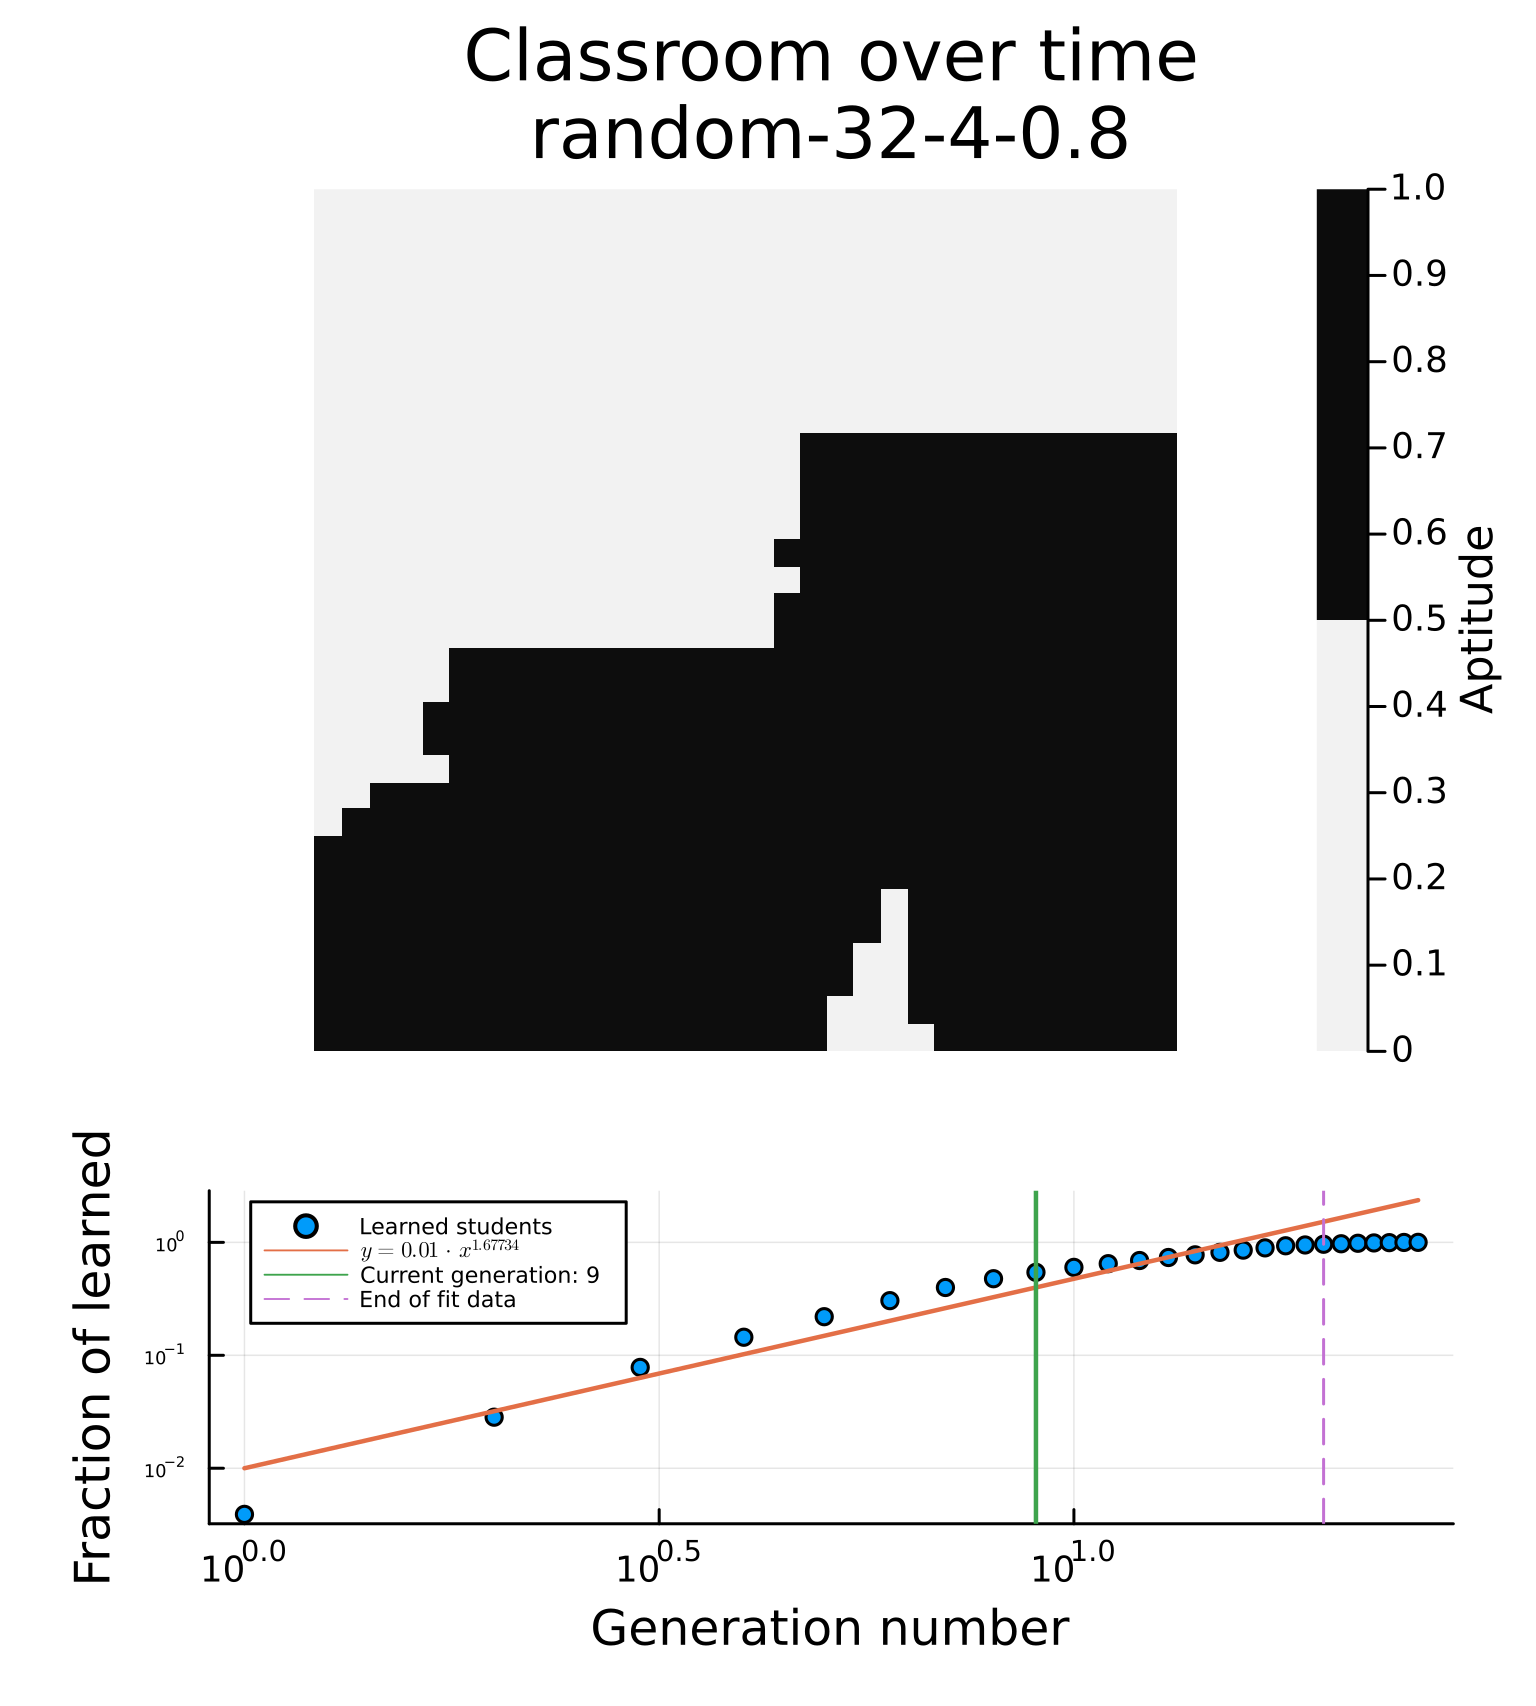 Classroom over time
random-32-4-0.8
1.0
0.9
0.8
0.7
0.6
0.5
0.4
0.3
0.2
0.1
0
Aptitude
Fraction of learned
10^0
10^-1
10^-2
Learned students
y = 0.01 · x^1.67734
Current generation: 9
End of fit data
10^0.0
10^0.5
10^1.0
Generation number